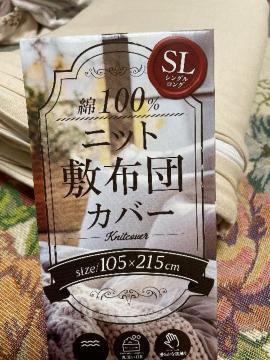 SL
シングル
ロング
綿100%
ニット
敷布団
カバー
Knitcover
size/105×215cm